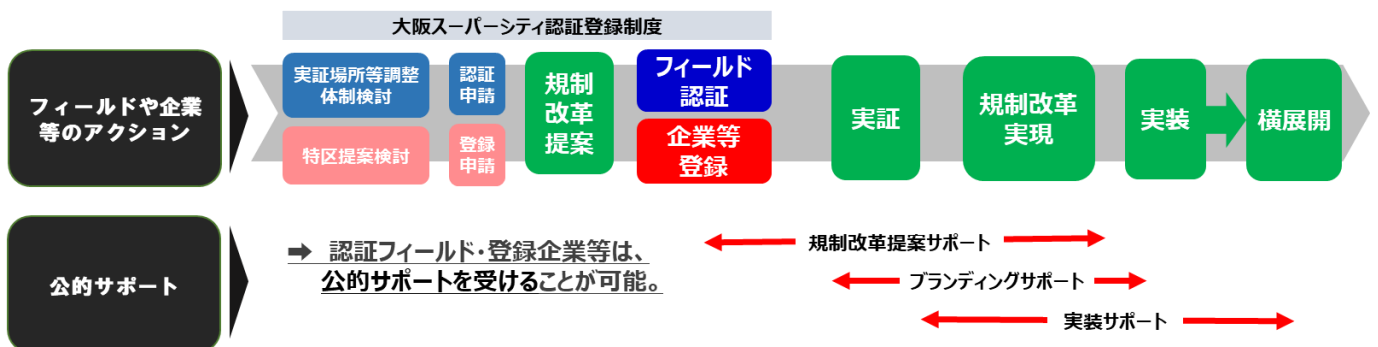 大阪スーパーシティ認証登録制度
フィールドや企業
等のアクション
実証場所等調整
体制検討
認証
申請
特区提案検討
登録
申請
規制
改革
提案
フィールド
認証
企業等
登録
実証
規制改革
実現
実装
横展開
公的サポート
➡ 認証フィールド・登録企業等は、
公的サポートを受けることが可能。
規制改革提案サポート
ブランディングサポート
実装サポート